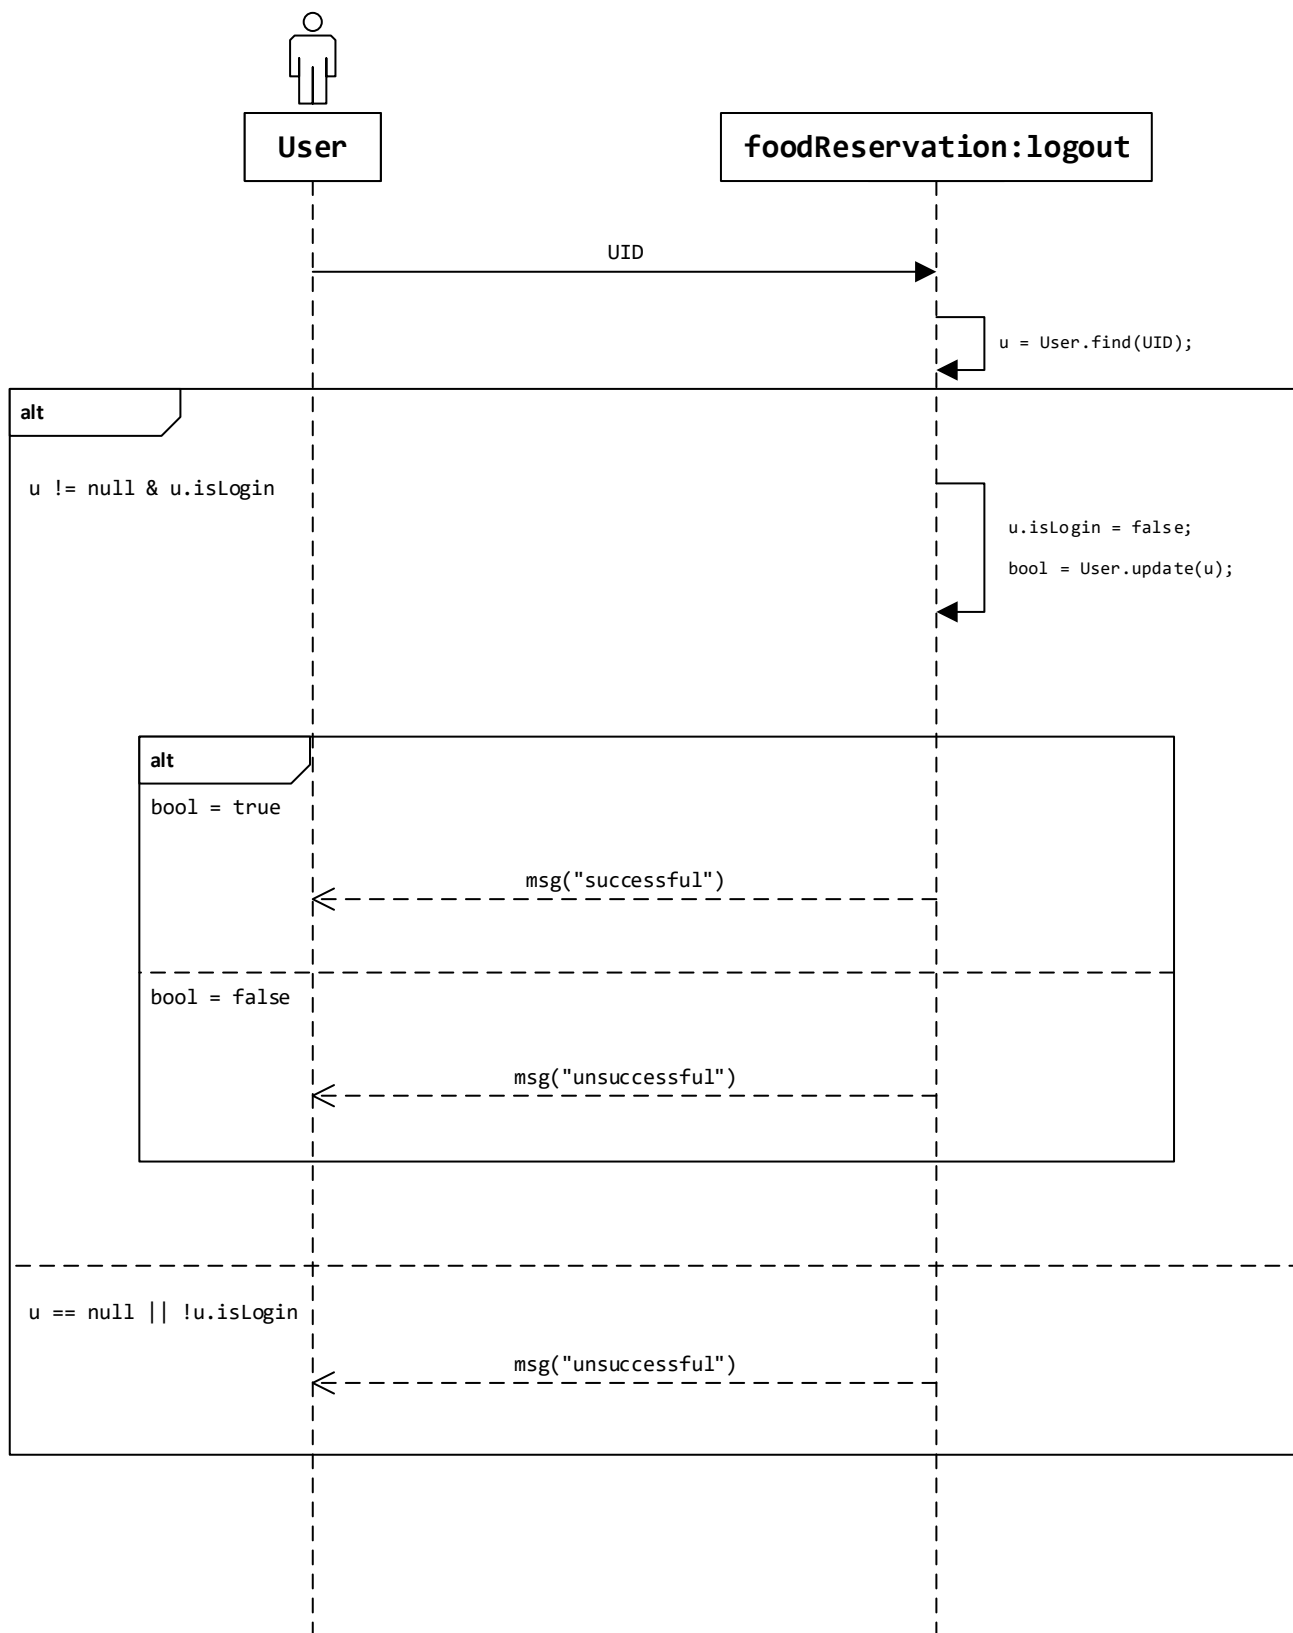 User
foodReservation:logout
UID
u = User.find(UID);
alt
u != null & u.isLogin
u.isLogin = false;
bool = User.update(u);
alt
bool = true
msg("successful")
bool = false
msg("unsuccessful")
u == null || !u.isLogin
msg("unsuccessful")